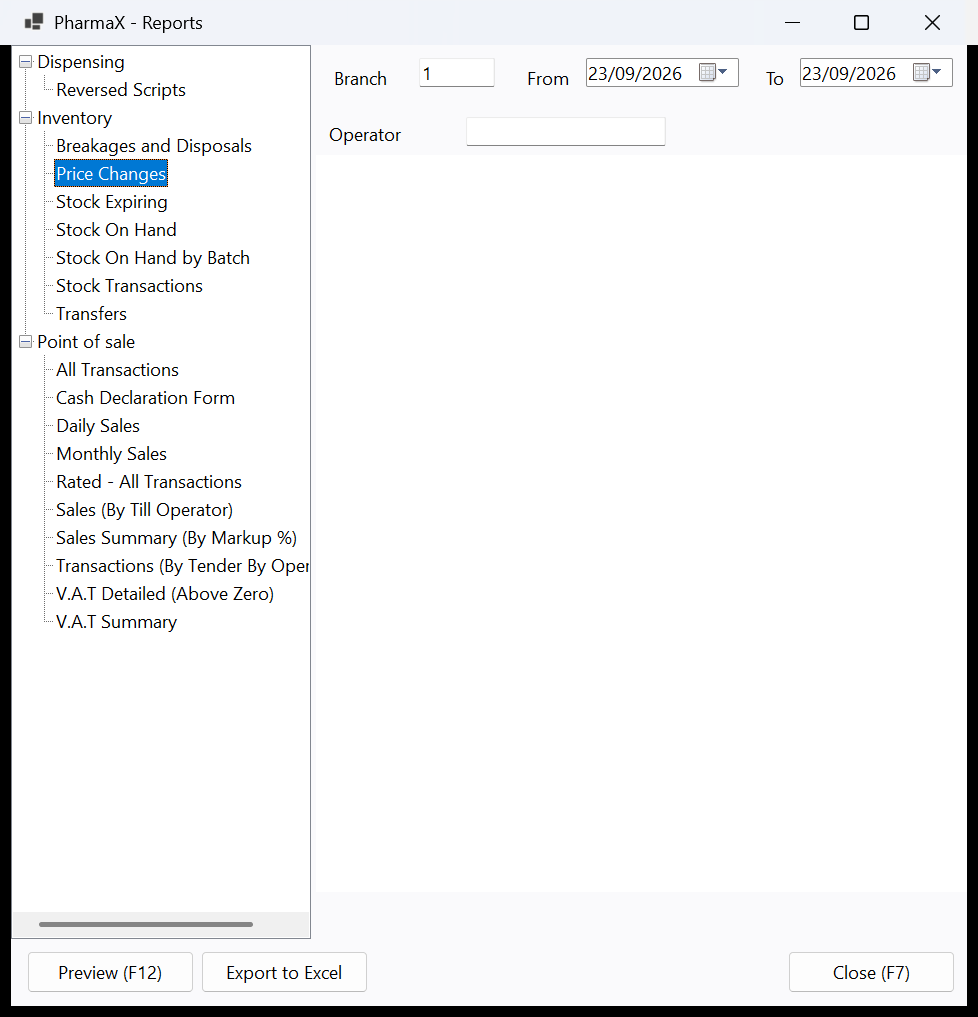 PharmaX - Reports
Dispensing
Reversed Scripts
Inventory
Breakages and Disposals
Price Changes
Stock Expiring
Stock On Hand
Stock On Hand by Batch
Stock Transactions
Transfers
Point of sale
All Transactions
Cash Declaration Form
Daily Sales
Monthly Sales
Rated - All Transactions
Sales (By Till Operator)
Sales Summary (By Markup %)
Transactions (By Tender By Oper
V.A.T Detailed (Above Zero)
V.A.T Summary
Branch 1 From 23/09/2026 To 23/09/2026
Operator
Preview (F12) Export to Excel Close (F7)